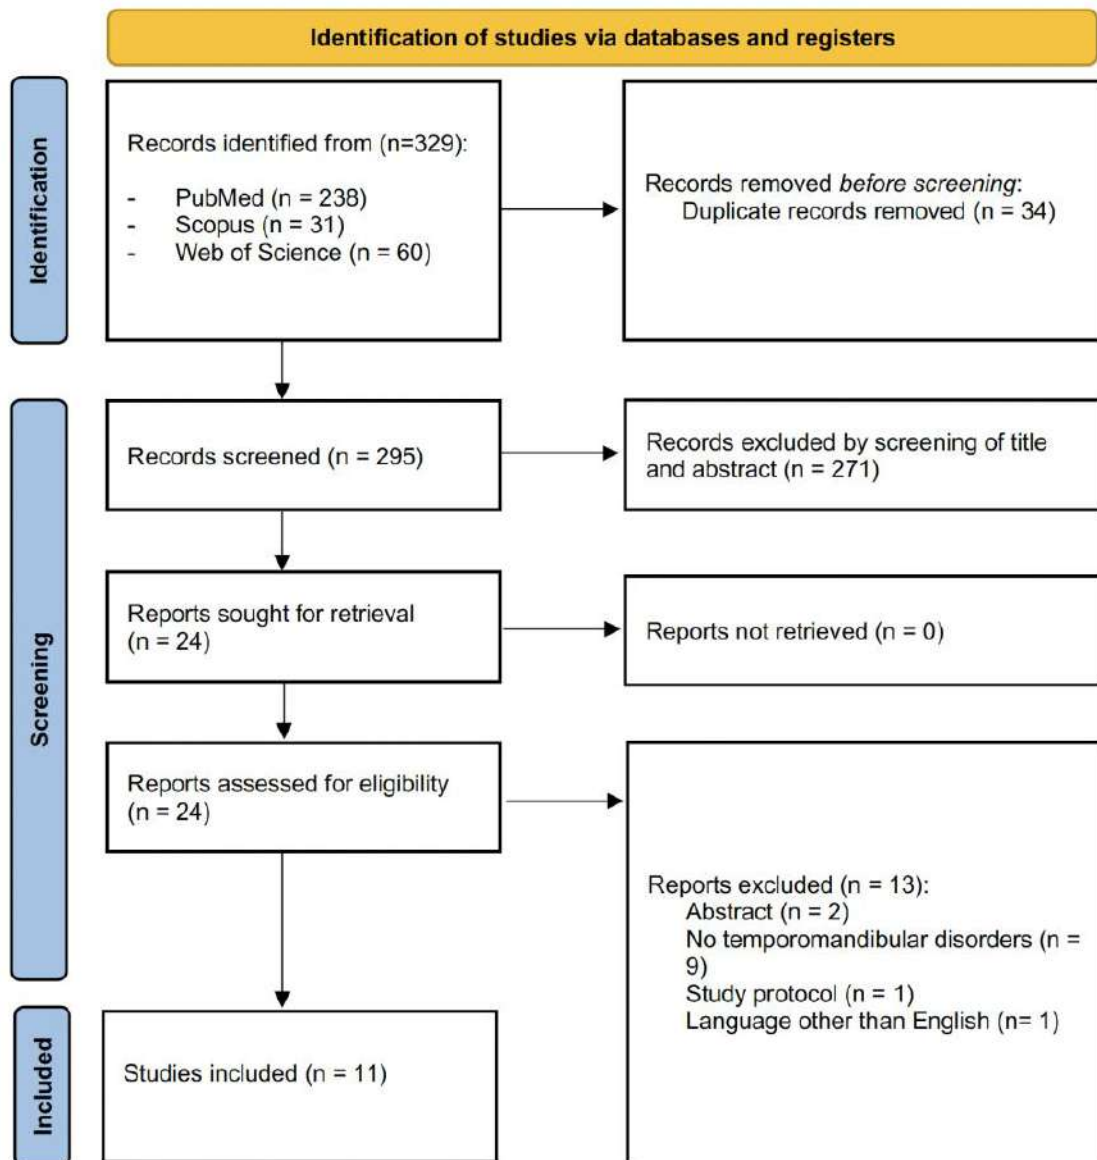 Identification of studies via databases and registers
Identification
Records identified from (n=329):
- PubMed (n = 238)
- Scopus (n = 31)
- Web of Science (n = 60)
Records removed before screening:
Duplicate records removed (n = 34)
Screening
Records screened (n = 295)
Records excluded by screening of title
and abstract (n = 271)
Reports sought for retrieval
(n = 24)
Reports not retrieved (n = 0)
Reports assessed for eligibility
(n = 24)
Reports excluded (n = 13):
Abstract (n = 2)
No temporomandibular disorders (n =
9)
Study protocol (n = 1)
Language other than English (n= 1)
Included
Studies included (n = 11)